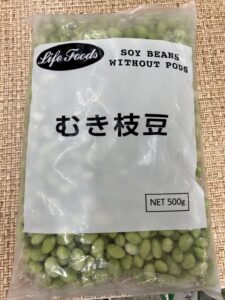 Life Foods
SOY BEANS
WITHOUT PODS
むき枝豆
NET 500g